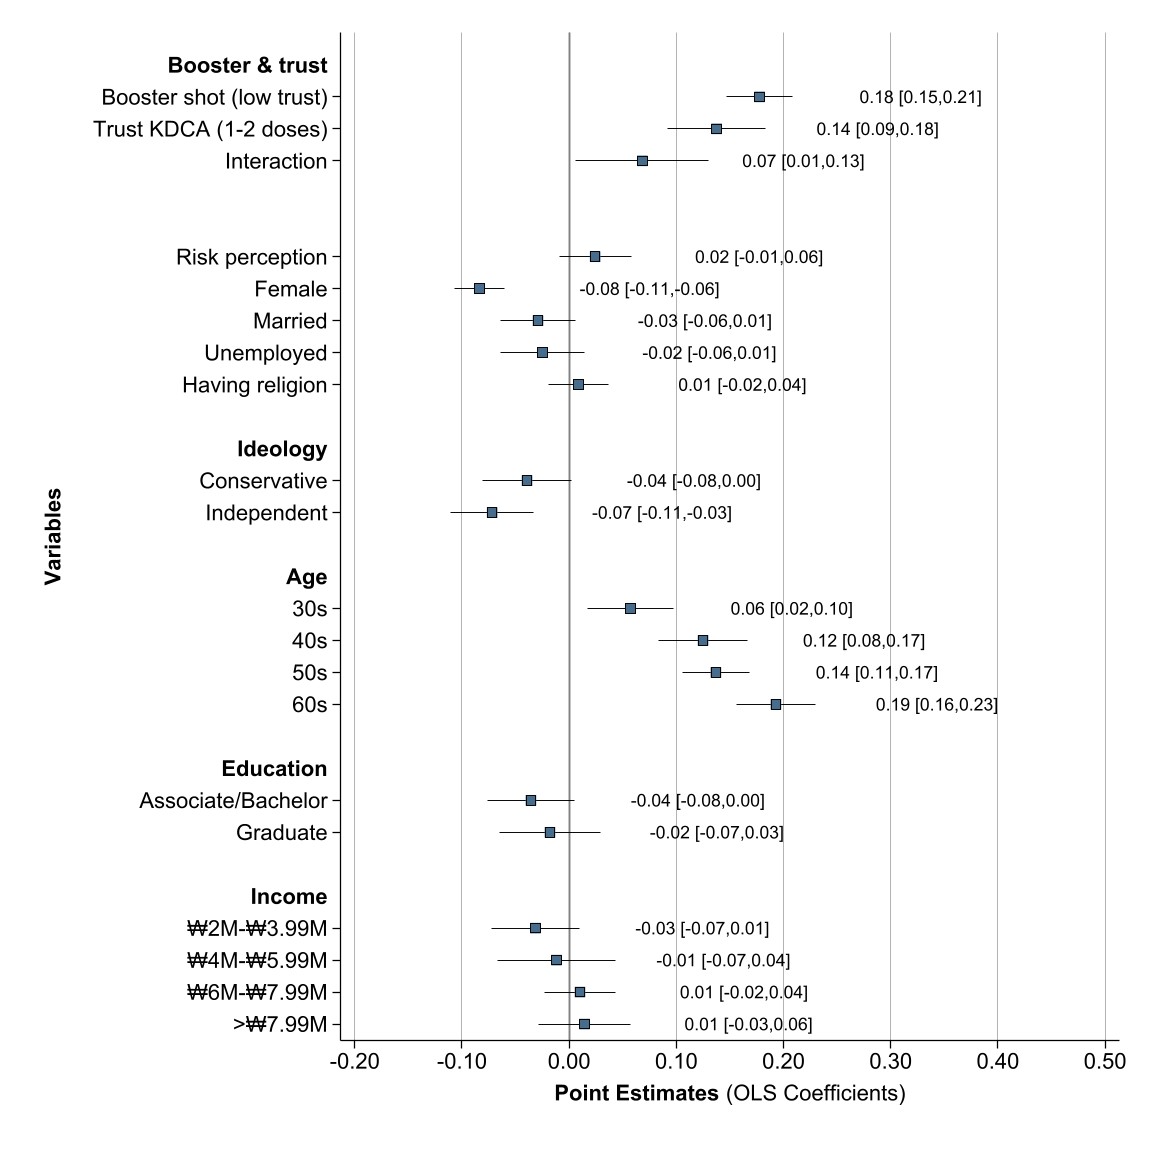 Booster & trust
Booster shot (low trust) 0.18 [0.15,0.21]
Trust KDCA (1-2 doses) 0.14 [0.09,0.18]
Interaction 0.07 [0.01,0.13]
Risk perception 0.02 [-0.01,0.06]
Female -0.08 [-0.11,-0.06]
Married -0.03 [-0.06,0.01]
Unemployed -0.02 [-0.06,0.01]
Having religion 0.01 [-0.02,0.04]
Ideology
Conservative -0.04 [-0.08,0.00]
Independent -0.07 [-0.11,-0.03]
Variables
Age
30s 0.06 [0.02,0.10]
40s 0.12 [0.08,0.17]
50s 0.14 [0.11,0.17]
60s 0.19 [0.16,0.23]
Education
Associate/Bachelor -0.04 [-0.08,0.00]
Graduate -0.02 [-0.07,0.03]
Income
₩2M-₩3.99M -0.03 [-0.07,0.01]
₩4M-₩5.99M -0.01 [-0.07,0.04]
₩6M-₩7.99M 0.01 [-0.02,0.04]
>₩7.99M 0.01 [-0.03,0.06]
-0.20 -0.10 0.00 0.10 0.20 0.30 0.40 0.50
Point Estimates (OLS Coefficients)